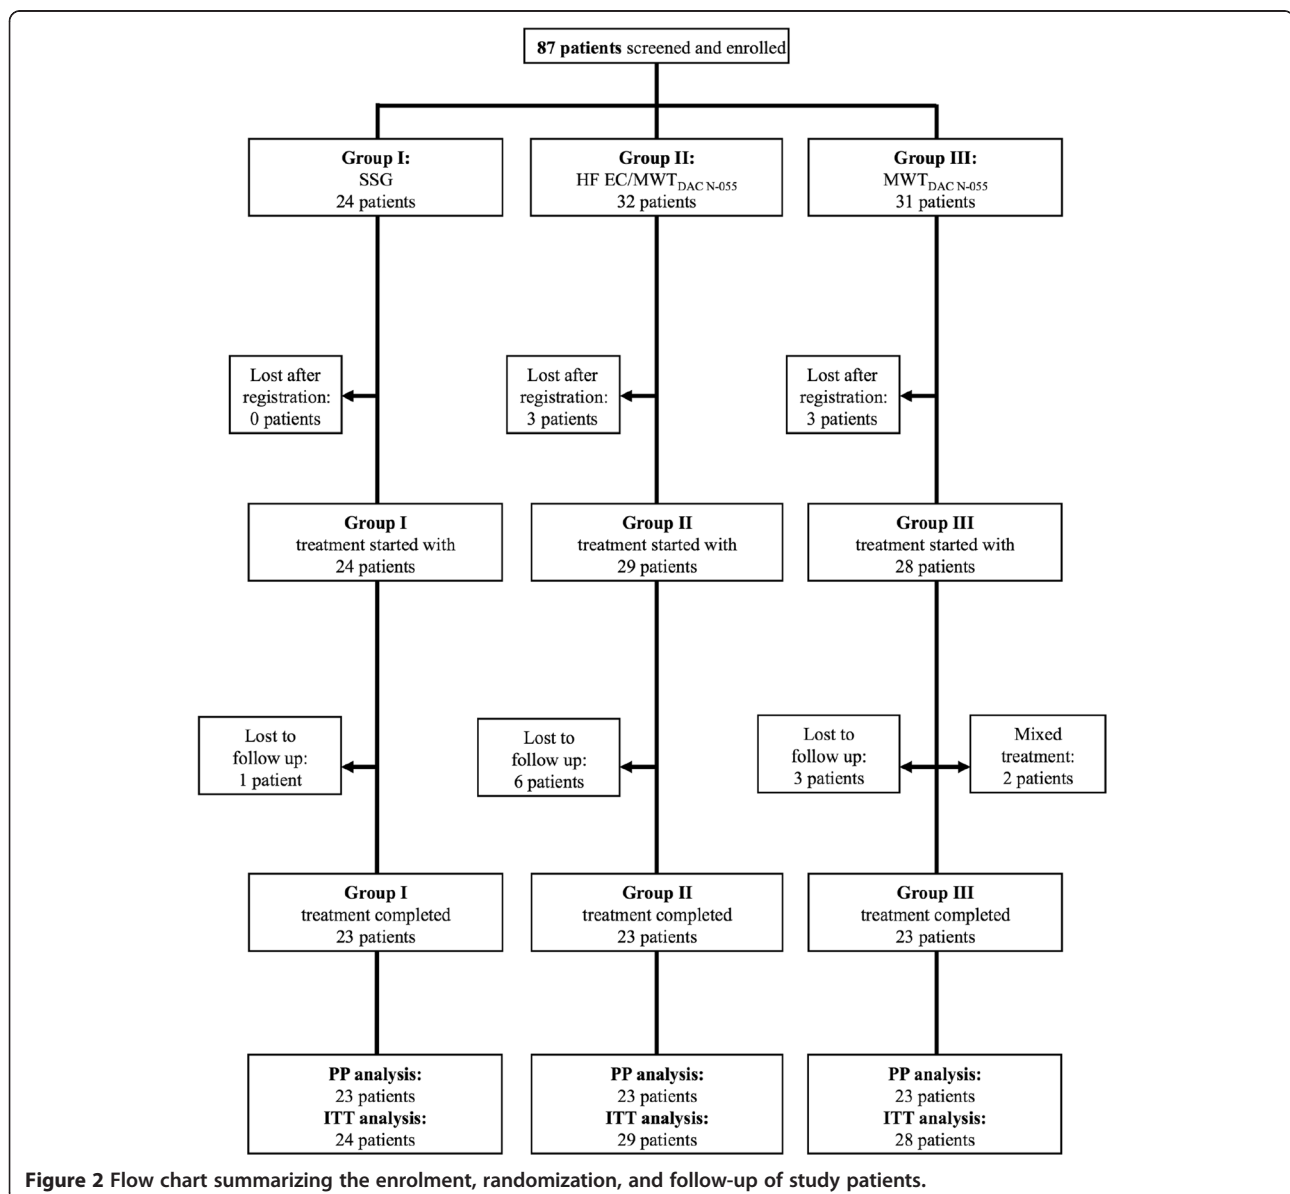 87 patients screened and enrolled
Group I:
SSG
24 patients
Group II:
HF EC/MWT DAC N-055
32 patients
Group III:
MWT DAC N-055
31 patients
Lost after
registration:
0 patients
Lost after
registration:
3 patients
Lost after
registration:
3 patients
Group I
treatment started with
24 patients
Group II
treatment started with
29 patients
Group III
treatment started with
28 patients
Lost to
follow up:
1 patient
Lost to
follow up:
6 patients
Lost to
follow up:
3 patients
Mixed
treatment:
2 patients
Group I
treatment completed
23 patients
Group II
treatment completed
23 patients
Group III
treatment completed
23 patients
PP analysis:
23 patients
ITT analysis:
24 patients
PP analysis:
23 patients
ITT analysis:
29 patients
PP analysis:
23 patients
ITT analysis:
28 patients
Figure 2 Flow chart summarizing the enrolment, randomization, and follow-up of study patients.